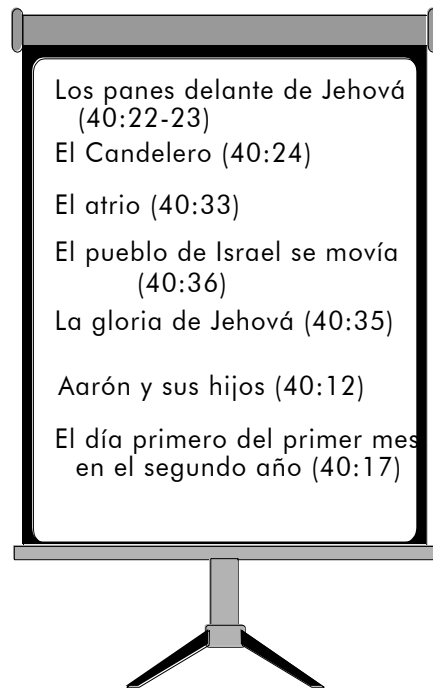 Los panes delante de Jehová
(40:22-23)
El Candelero (40:24)
El atrio (40:33)
El pueblo de Israel se movía
(40:36)
La gloria de Jehová (40:35)
Aarón y sus hijos (40:12)
El día primero del primer mes
en el segundo año (40:17)